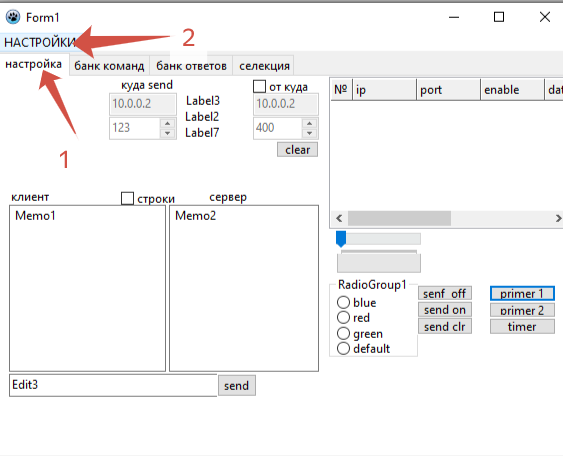 Form1
НАСТРОЙКИ
2
настройка
банк команд
банк ответов
селекция
1
куда send
от куда
10.0.0.2
Label3
10.0.0.2
123
Label2
400
Label7
clear
№
ip
port
enable
dat
клиент
строки
сервер
Memo1
Memo2
RadioGroup1
blue
red
green
default
senf off
primer 1
send on
primer 2
send clr
timer
Edit3
send